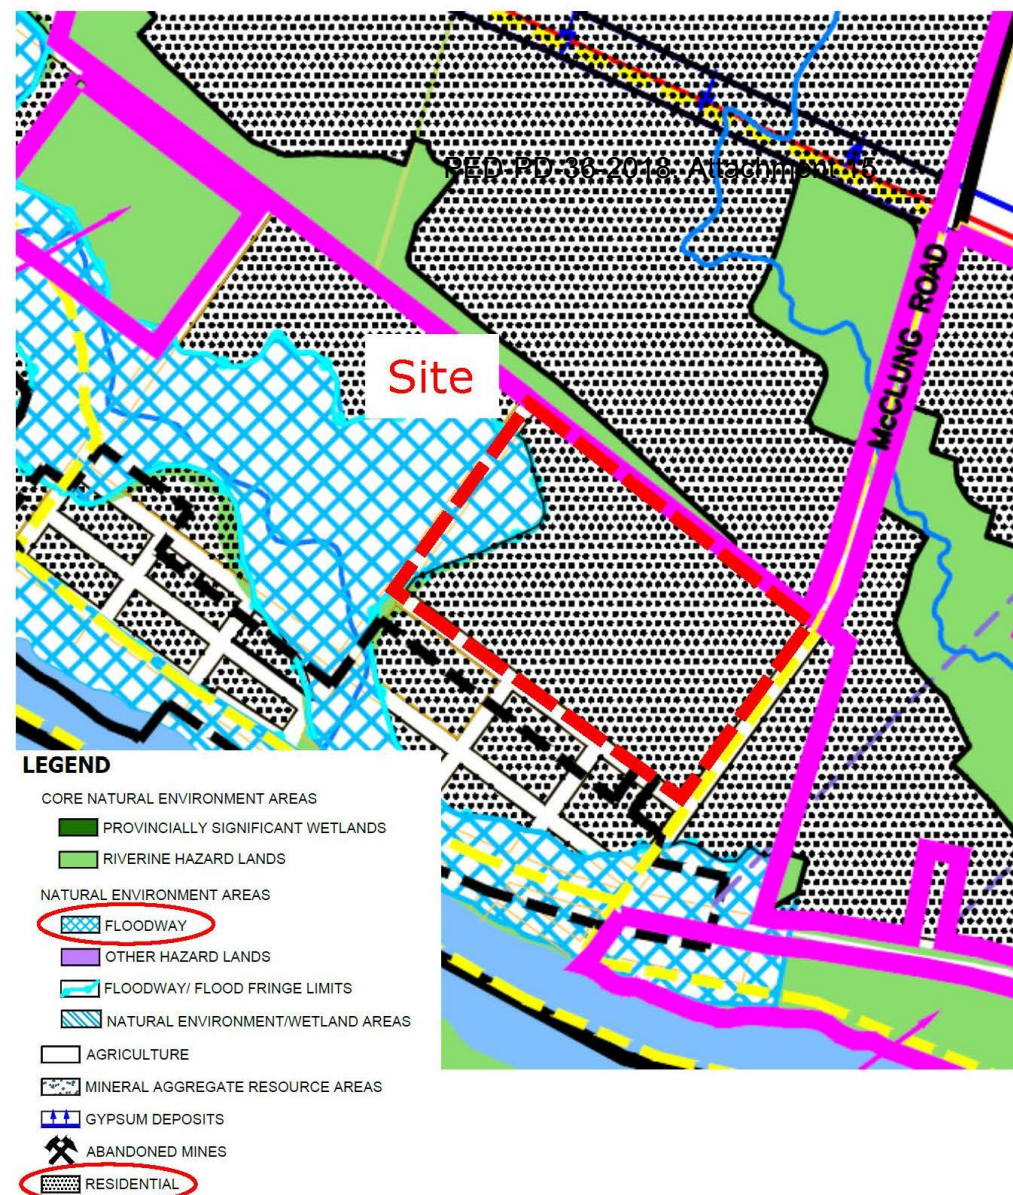 PED-PD-36-2018, Attachment 15
McCLUNG ROAD
Site
LEGEND
CORE NATURAL ENVIRONMENT AREAS
PROVINCIALLY SIGNIFICANT WETLANDS
RIVERINE HAZARD LANDS
NATURAL ENVIRONMENT AREAS
FLOODWAY
OTHER HAZARD LANDS
FLOODWAY/ FLOOD FRINGE LIMITS
NATURAL ENVIRONMENT/WETLAND AREAS
AGRICULTURE
MINERAL AGGREGATE RESOURCE AREAS
GYPSUM DEPOSITS
ABANDONED MINES
RESIDENTIAL